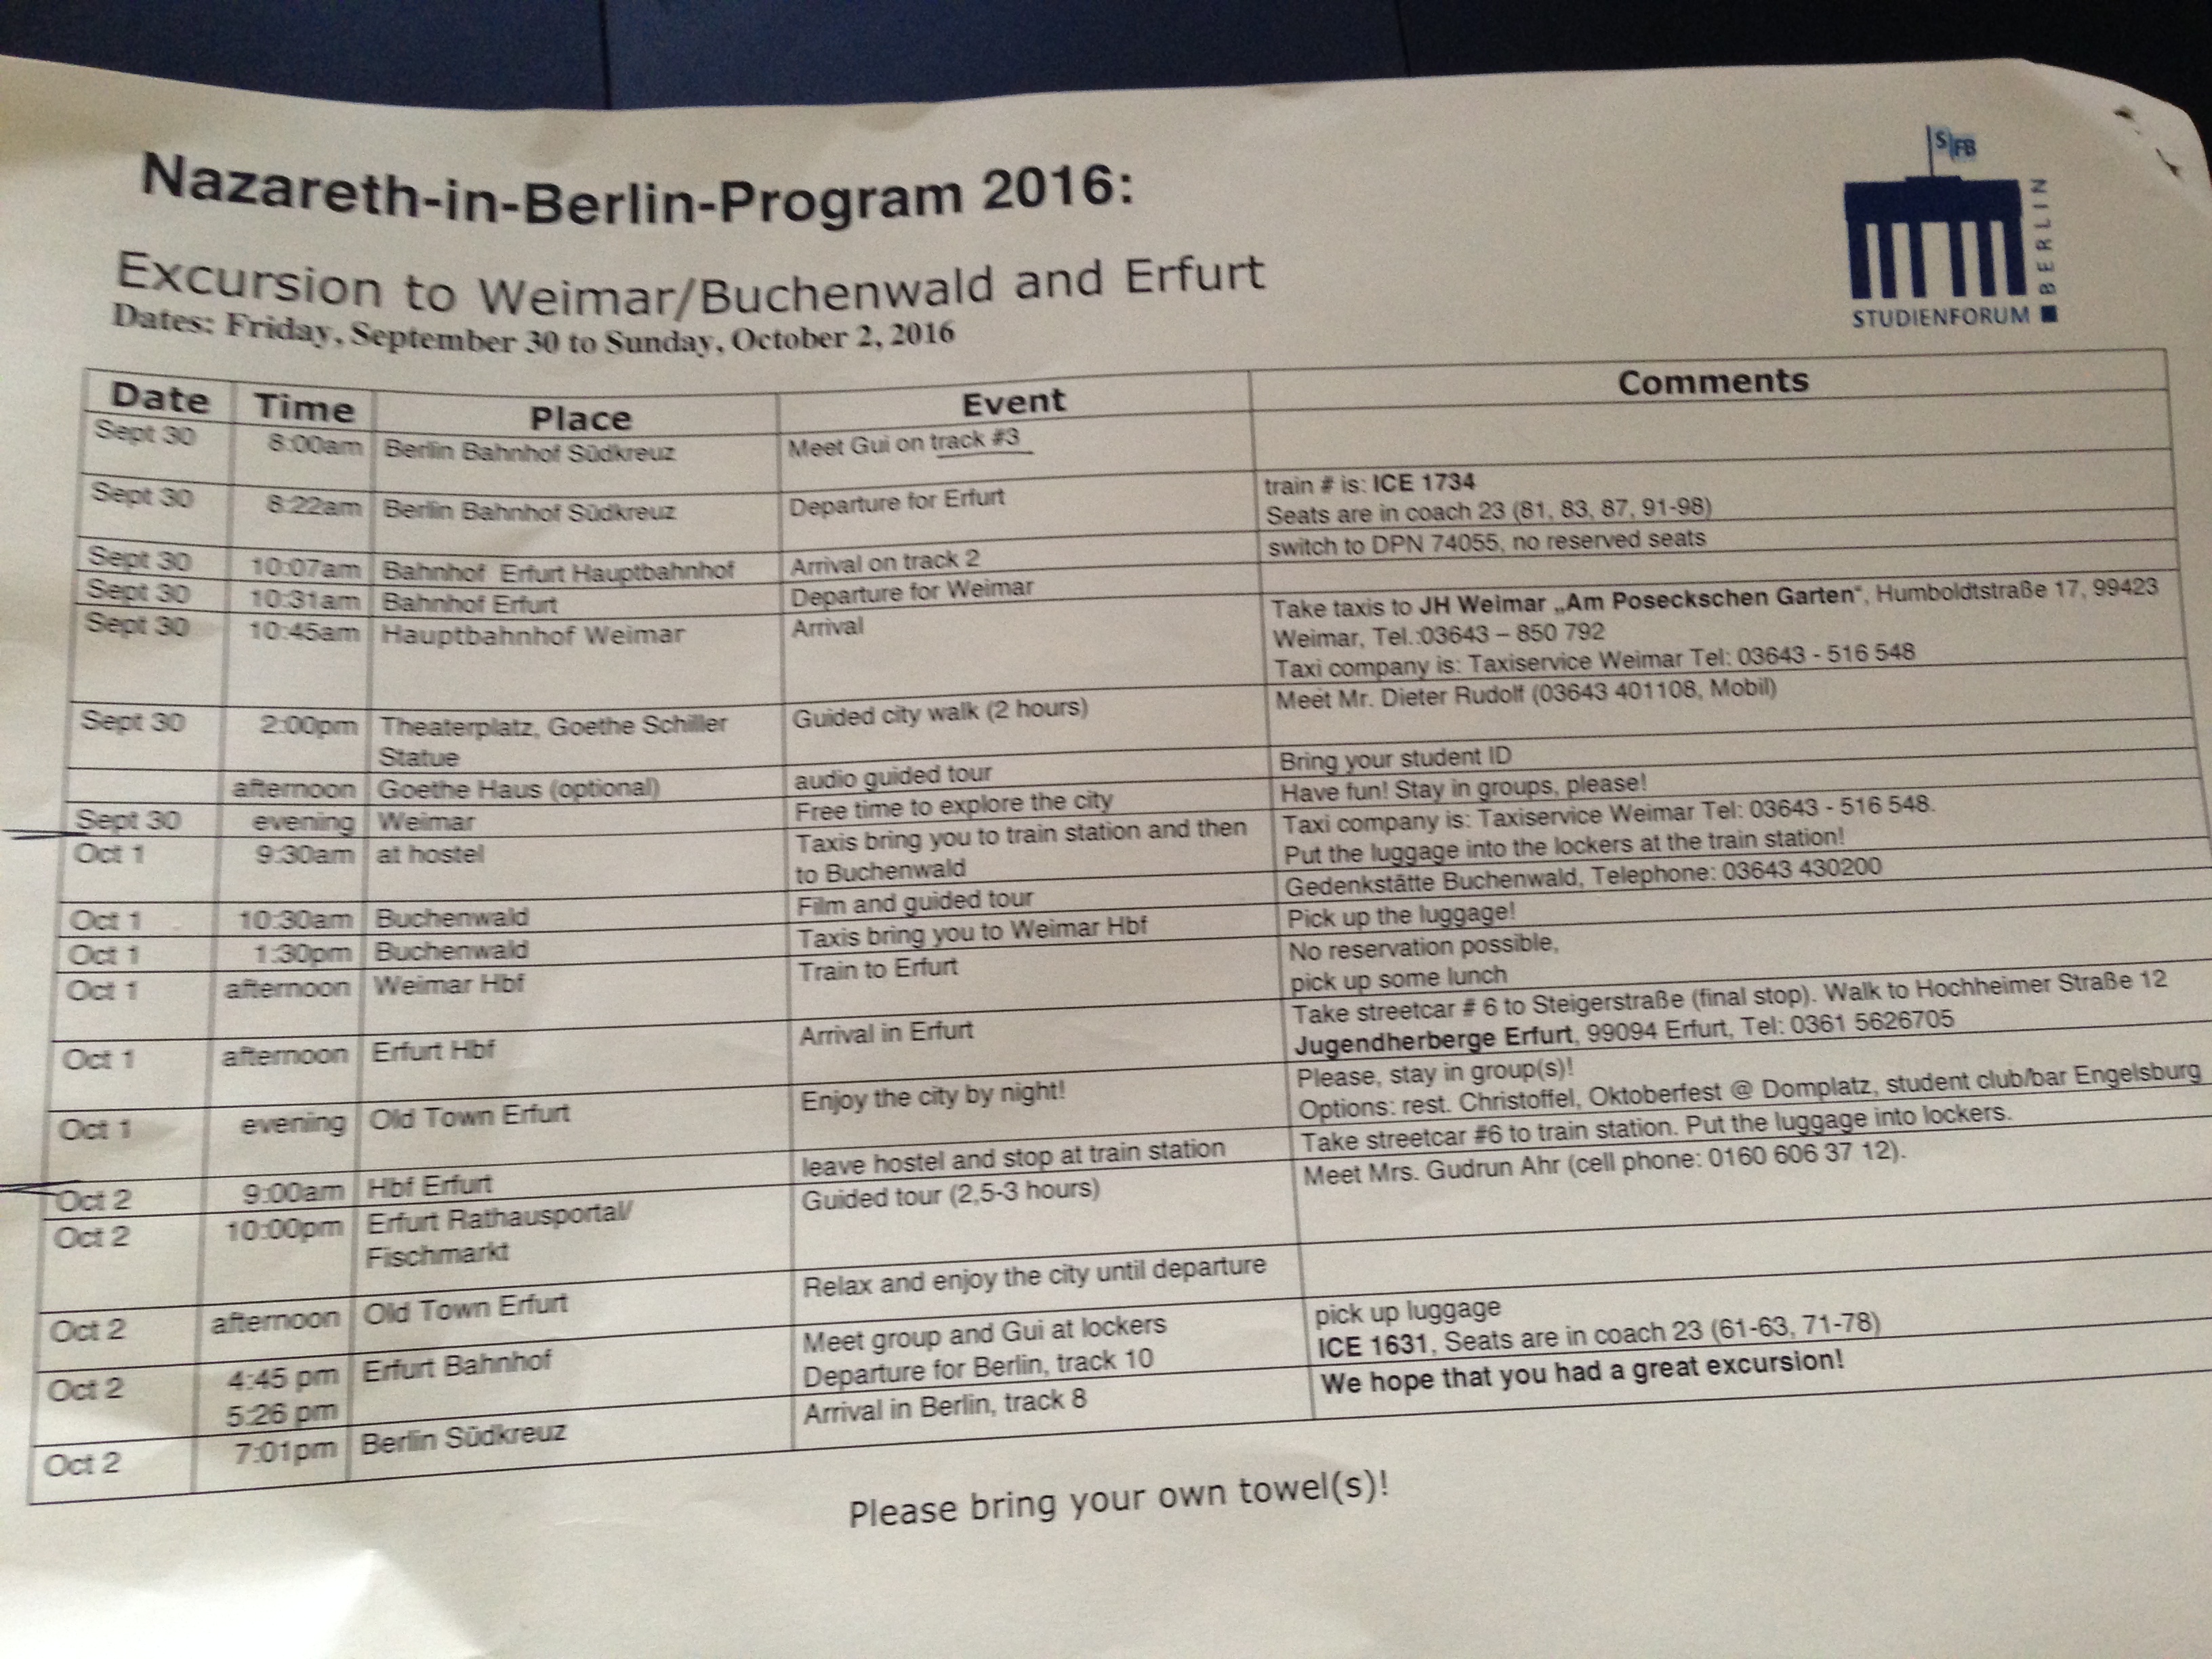 S FB
BERLIN
STUDIENFORUM
Nazareth-in-Berlin-Program 2016:
Excursion to Weimar/Buchenwald and Erfurt
Dates: Friday, September 30 to Sunday, October 2, 2016
Date Time Place Event Comments
Sept 30 8:00am Berlin Bahnhof Südkreuz Meet Gui on track #3
Sept 30 8:22am Berlin Bahnhof Südkreuz Departure for Erfurt train # is: ICE 1734
Seats are in coach 23 (81, 83, 87, 91-98)
Sept 30 10:07am Bahnhof Erfurt Hauptbahnhof Arrival on track 2 switch to DPN 74055, no reserved seats
Sept 30 10:31am Bahnhof Erfurt Departure for Weimar
Sept 30 10:45am Hauptbahnhof Weimar Arrival Take taxis to JH Weimar „Am Poseckschen Garten“, Humboldtstraße 17, 99423
Weimar, Tel.:03643 – 850 792
Taxi company is: Taxiservice Weimar Tel: 03643 - 516 548
Sept 30 2:00pm Theaterplatz, Goethe Schiller Guided city walk (2 hours) Meet Mr. Dieter Rudolf (03643 401108, Mobil)
Statue
afternoon Goethe Haus (optional) audio guided tour Bring your student ID
Sept 30 evening Weimar Free time to explore the city Have fun! Stay in groups, please!
Oct 1 9:30am at hostel Taxis bring you to train station and then Taxi company is: Taxiservice Weimar Tel: 03643 - 516 548.
to Buchenwald Put the luggage into the lockers at the train station!
Oct 1 10:30am Buchenwald Film and guided tour Gedenkstätte Buchenwald, Telephone: 03643 430200
Oct 1 1:30pm Buchenwald Taxis bring you to Weimar Hbf Pick up the luggage!
Oct 1 afternoon Weimar Hbf Train to Erfurt No reservation possible,
pick up some lunch
Oct 1 afternoon Erfurt Hbf Arrival in Erfurt Take streetcar # 6 to Steigerstraße (final stop). Walk to Hochheimer Straße 12
Jugendherberge Erfurt, 99094 Erfurt, Tel: 0361 5626705
Oct 1 evening Old Town Erfurt Enjoy the city by night! Please, stay in group(s)!
Options: rest. Christoffel, Oktoberfest @ Domplatz, student club/bar Engelsburg
Oct 2 9:00am Hbf Erfurt leave hostel and stop at train station Take streetcar #6 to train station. Put the luggage into lockers.
Oct 2 10:00pm Erfurt Rathausportal/ Guided tour (2,5-3 hours) Meet Mrs. Gudrun Ahr (cell phone: 0160 606 37 12).
Fischmarkt
Oct 2 afternoon Old Town Erfurt Relax and enjoy the city until departure
Oct 2 4:45 pm Erfurt Bahnhof Meet group and Gui at lockers pick up luggage
5:26 pm Departure for Berlin, track 10 ICE 1631, Seats are in coach 23 (61-63, 71-78)
Oct 2 7:01pm Berlin Südkreuz Arrival in Berlin, track 8 We hope that you had a great excursion!
Please bring your own towel(s)!